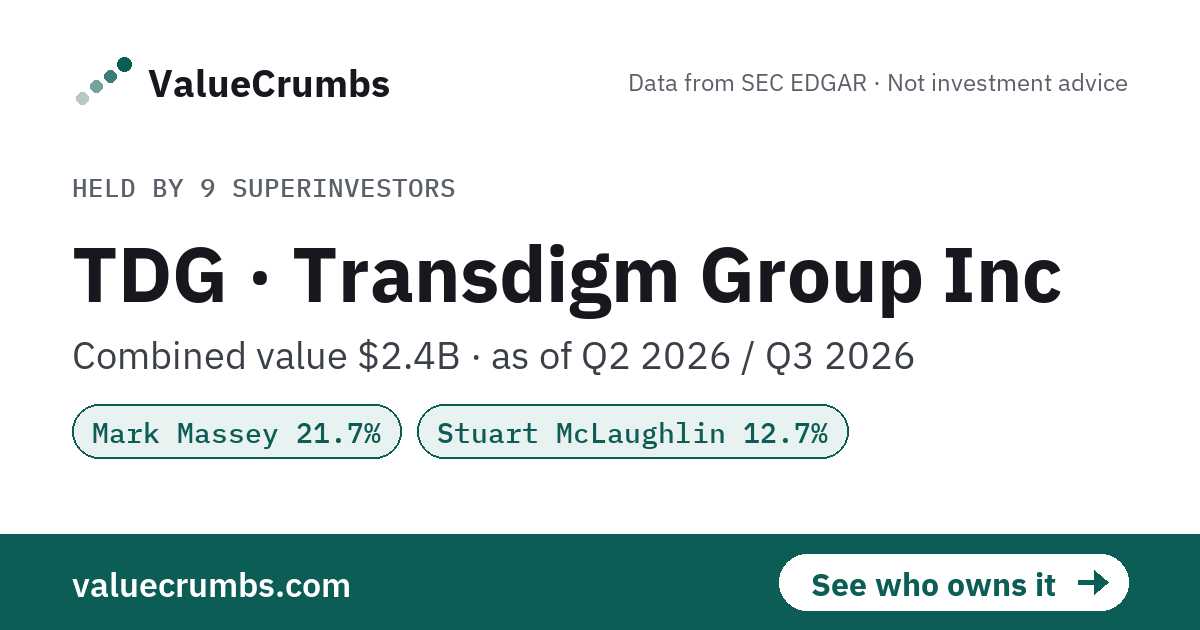 ValueCrumbs
Data from SEC EDGAR · Not investment advice
HELD BY 9 SUPERINVESTORS
TDG · Transdigm Group Inc
Combined value $2.4B · as of Q2 2026 / Q3 2026
Mark Massey 21.7%
Stuart McLaughlin 12.7%
valuecrumbs.com
See who owns it →